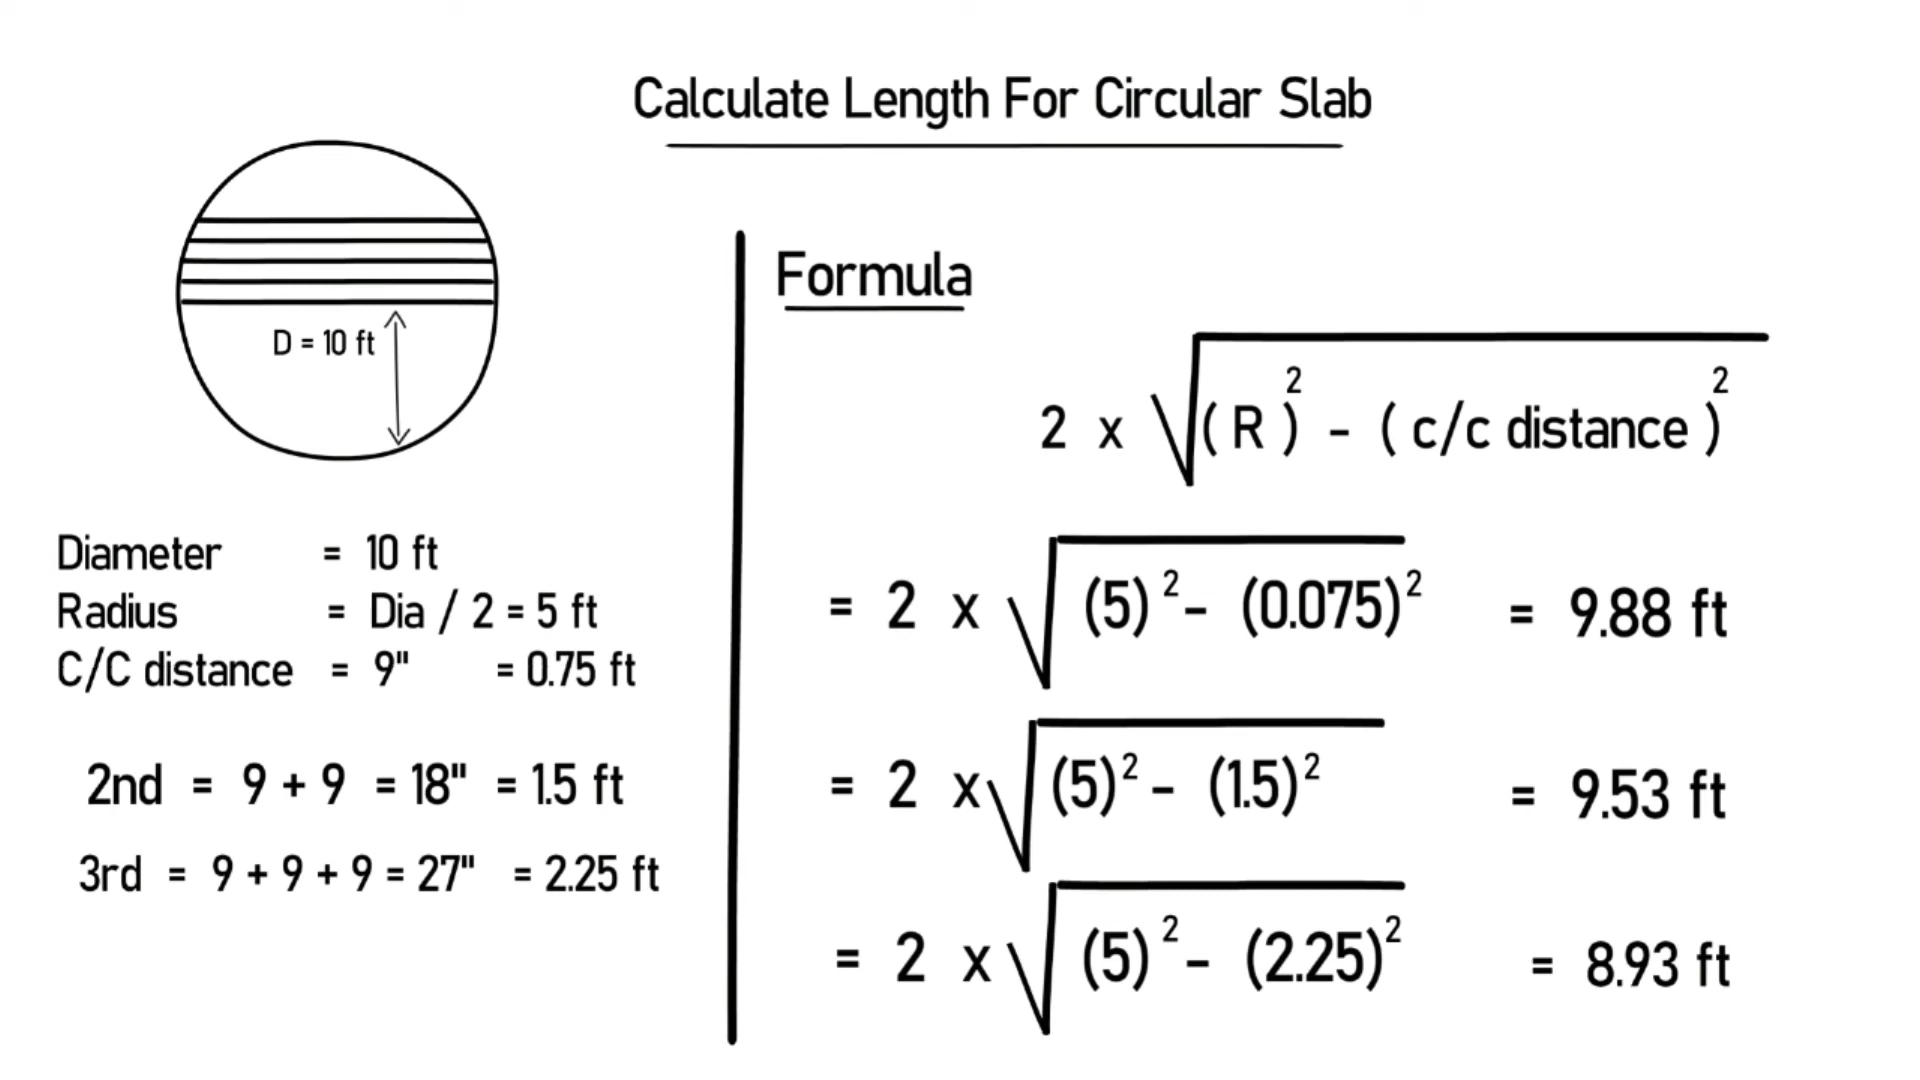 Calculate Length For Circular Slab
D = 10 ft
Diameter = 10 ft
Radius = Dia / 2 = 5 ft
C/C distance = 9" = 0.75 ft
2nd = 9 + 9 = 18" = 1.5 ft
3rd = 9 + 9 + 9 = 27" = 2.25 ft
Formula
2 x √( R )² - ( c/c distance )²
= 2 x √(5)² - (0.075)² = 9.88 ft
= 2 x √(5)² - (1.5)² = 9.53 ft
= 2 x √(5)² - (2.25)² = 8.93 ft